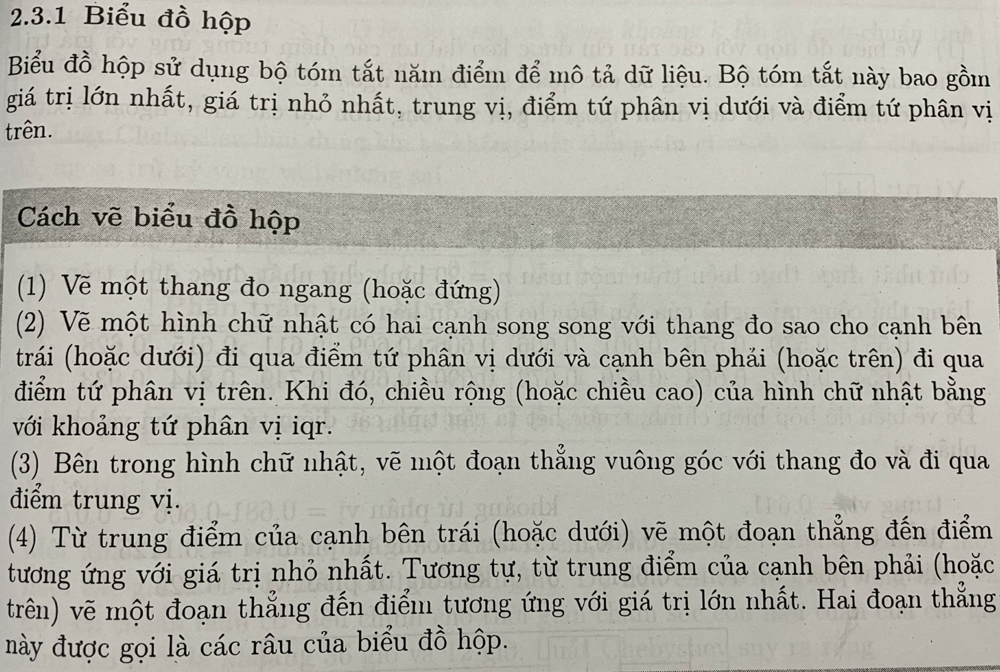 2.3.1 Biểu đồ hộp
Biểu đồ hộp sử dụng bộ tóm tắt năm điểm để mô tả dữ liệu. Bộ tóm tắt này bao gồm
giá trị lớn nhất, giá trị nhỏ nhất, trung vị, điểm tứ phân vị dưới và điểm tứ phân vị
trên.
Cách vẽ biểu đồ hộp
(1) Vẽ một thang đo ngang (hoặc đứng)
(2) Vẽ một hình chữ nhật có hai cạnh song song với thang đo sao cho cạnh bên
trái (hoặc dưới) đi qua điểm tứ phân vị dưới và cạnh bên phải (hoặc trên) đi qua
điểm tứ phân vị trên. Khi đó, chiều rộng (hoặc chiều cao) của hình chữ nhật bằng
với khoảng tứ phân vị iqr.
(3) Bên trong hình chữ nhật, vẽ một đoạn thẳng vuông góc với thang đo và đi qua
điểm trung vị.
(4) Từ trung điểm của cạnh bên trái (hoặc dưới) vẽ một đoạn thẳng đến điểm
tương ứng với giá trị nhỏ nhất. Tương tự, từ trung điểm của cạnh bên phải (hoặc
trên) vẽ một đoạn thẳng đến điểm tương ứng với giá trị lớn nhất. Hai đoạn thẳng
này được gọi là các râu của biểu đồ hộp.